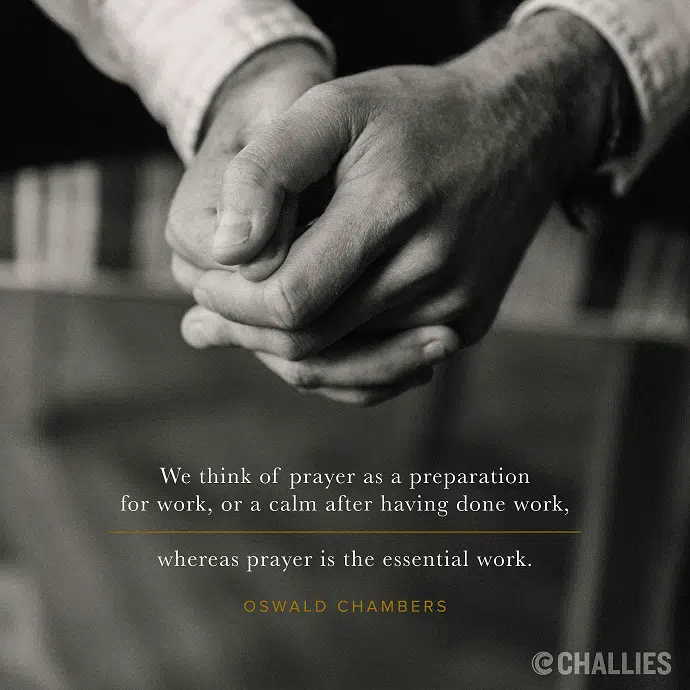 We think of prayer as a preparation
for work, or a calm after having done work,
whereas prayer is the essential work.
OSWALD CHAMBERS
CHALLIES